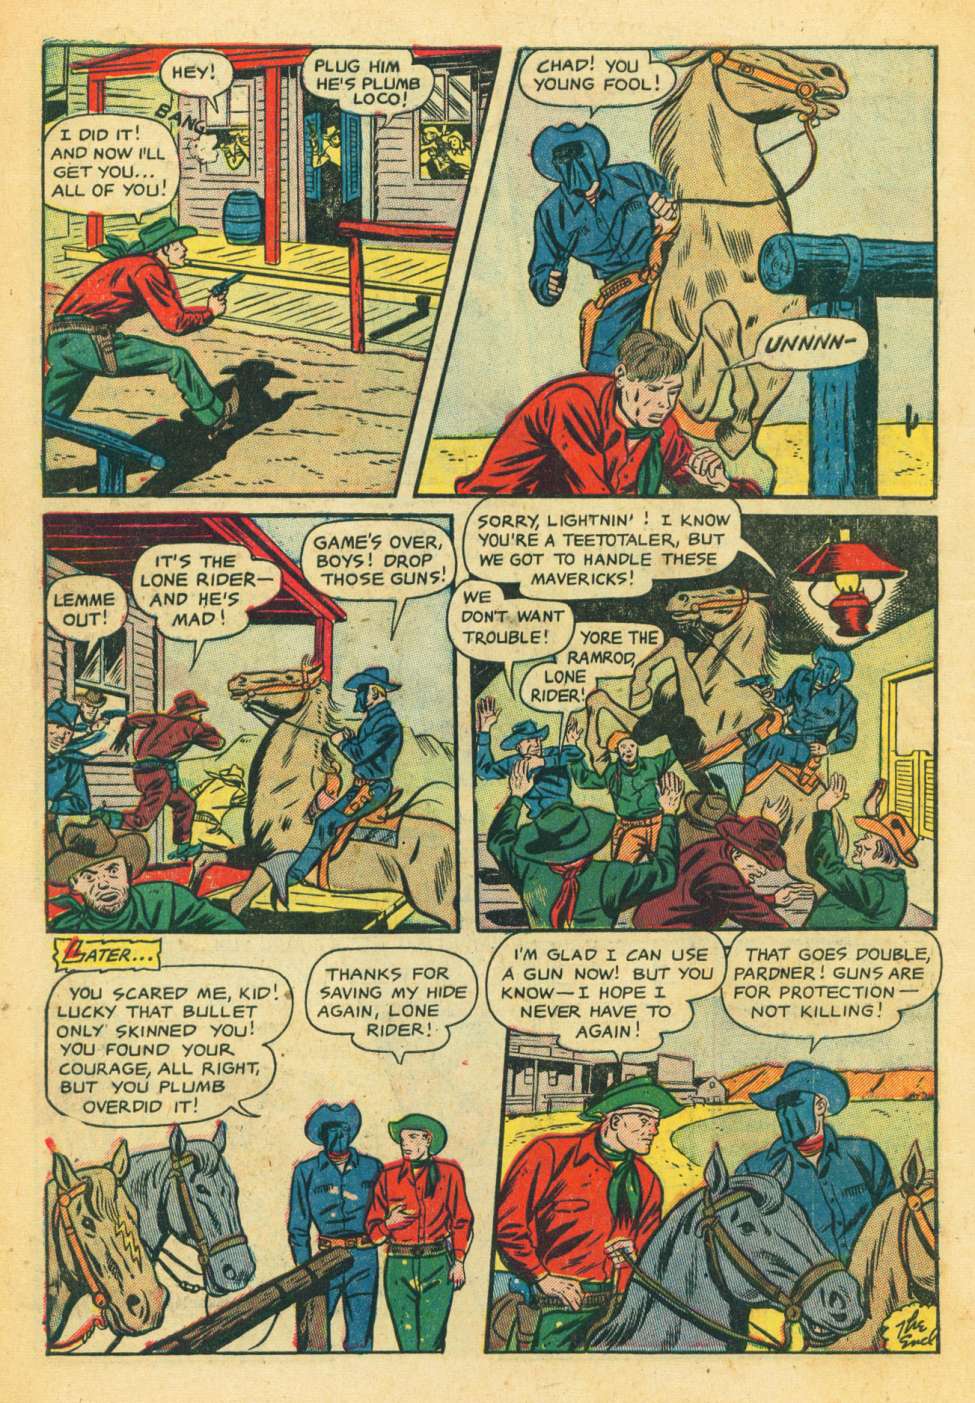 I DID IT!
AND NOW I'LL
GET YOU...
ALL OF YOU!
HEY!
BANG
PLUG HIM
HE'S PLUMB
LOCO!
CHAD! YOU
YOUNG FOOL!
UNNNN-
LEMME
OUT!
IT'S THE
LONE RIDER—
AND HE'S
MAD!
GAME'S OVER,
BOYS! DROP
THOSE GUNS!
SORRY, LIGHTNIN'! I KNOW
YOU'RE A TEETOTALER, BUT
WE GOT TO HANDLE THESE
MAVERICKS!
WE
DON'T WANT
TROUBLE!
YORE THE
RAMROD,
LONE
RIDER!
LATER...
YOU SCARED ME, KID!
LUCKY THAT BULLET
ONLY SKINNED YOU!
YOU FOUND YOUR
COURAGE, ALL RIGHT,
BUT YOU PLUMB
OVERDID IT!
THANKS FOR
SAVING MY HIDE
AGAIN, LONE
RIDER!
I'M GLAD I CAN USE
A GUN NOW! BUT YOU
KNOW—I HOPE I
NEVER HAVE TO
AGAIN!
THAT GOES DOUBLE,
PARDNER! GUNS ARE
FOR PROTECTION—
NOT KILLING!
The
End